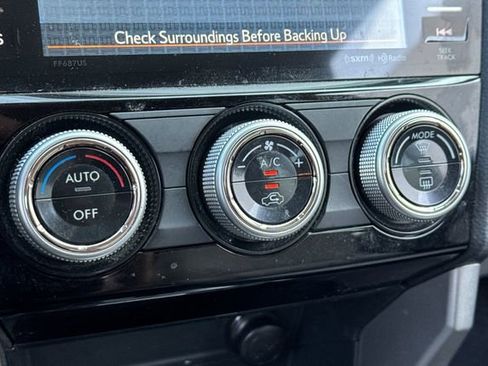 Check Surroundings Before Backing Up
FF687US
sxm
HD Radio
SEEK
TRACK
AUTO
OFF
A/C
- +
MODE